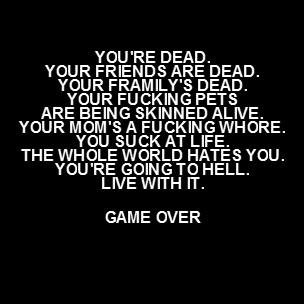 YOU'RE DEAD.
YOUR FRIENDS ARE DEAD.
YOUR FRAMILY'S DEAD.
YOUR FUCKING PETS
ARE BEING SKINNED ALIVE.
YOUR MOM'S A FUCKING WHORE.
YOU SUCK AT LIFE.
THE WHOLE WORLD HATES YOU.
YOU'RE GOING TO HELL.
LIVE WITH IT.
GAME OVER